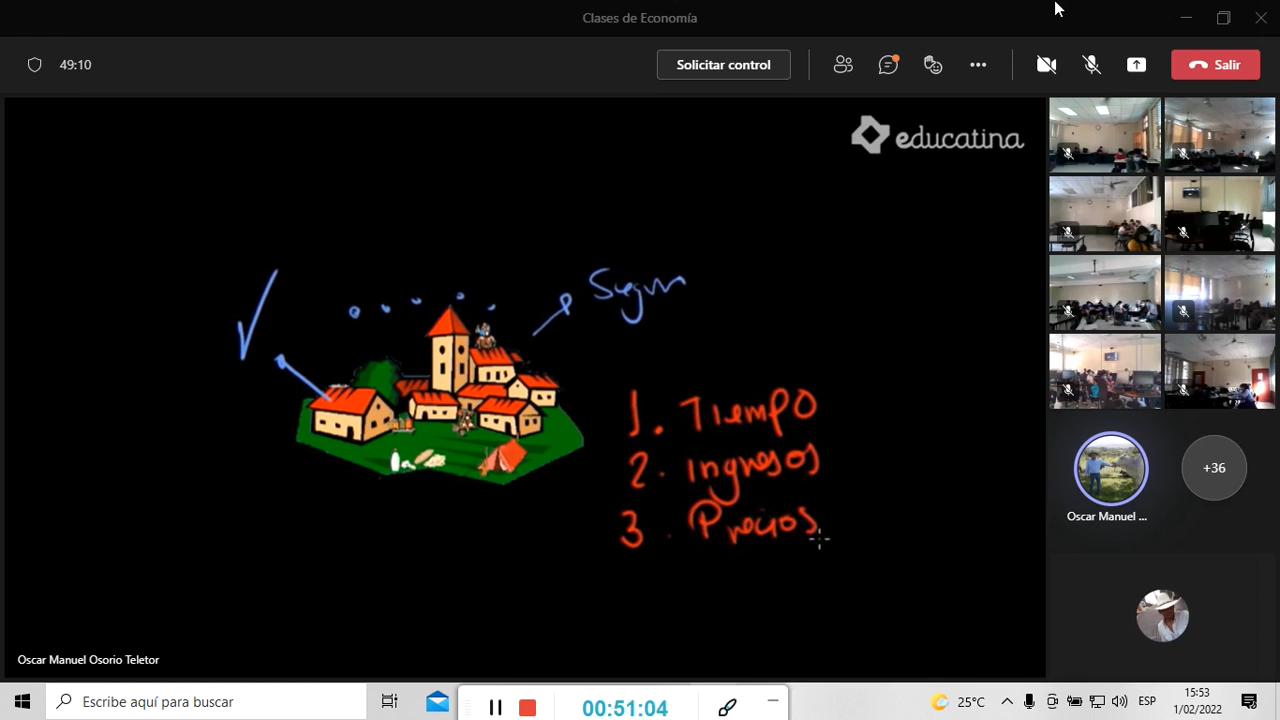 Clases de Economía
49:10
Solicitar control
Salir
educatina
Segun
1. Tiempo
2. Ingresos
3. Precios
Oscar Manuel ...
+36
Oscar Manuel Osorio Teletor
Escribe aquí para buscar
00:51:04
25°C
ESP
15:53
1/02/2022